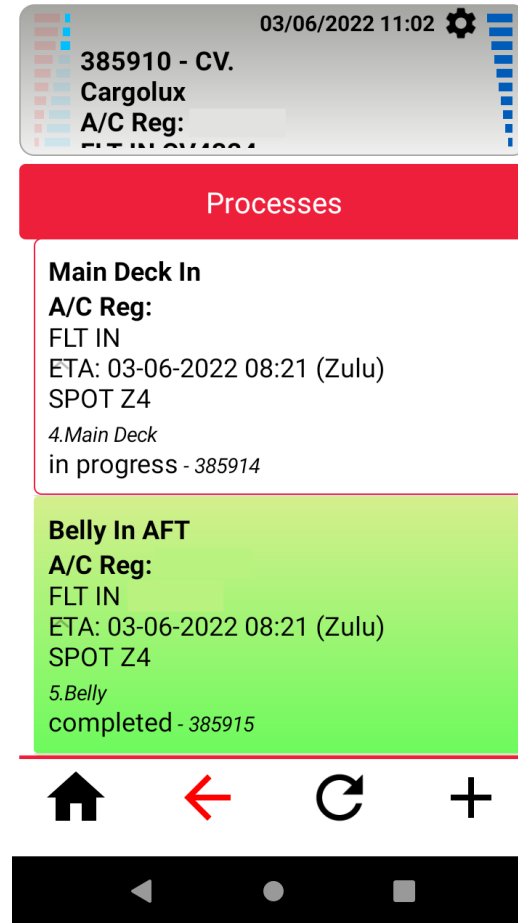 03/06/2022 11:02
385910 - CV.
Cargolux
A/C Reg:
Processes
Main Deck In
A/C Reg:
FLT IN
ETA: 03-06-2022 08:21 (Zulu)
SPOT Z4
4.Main Deck
in progress - 385914
Belly In AFT
A/C Reg:
FLT IN
ETA: 03-06-2022 08:21 (Zulu)
SPOT Z4
5.Belly
completed - 385915